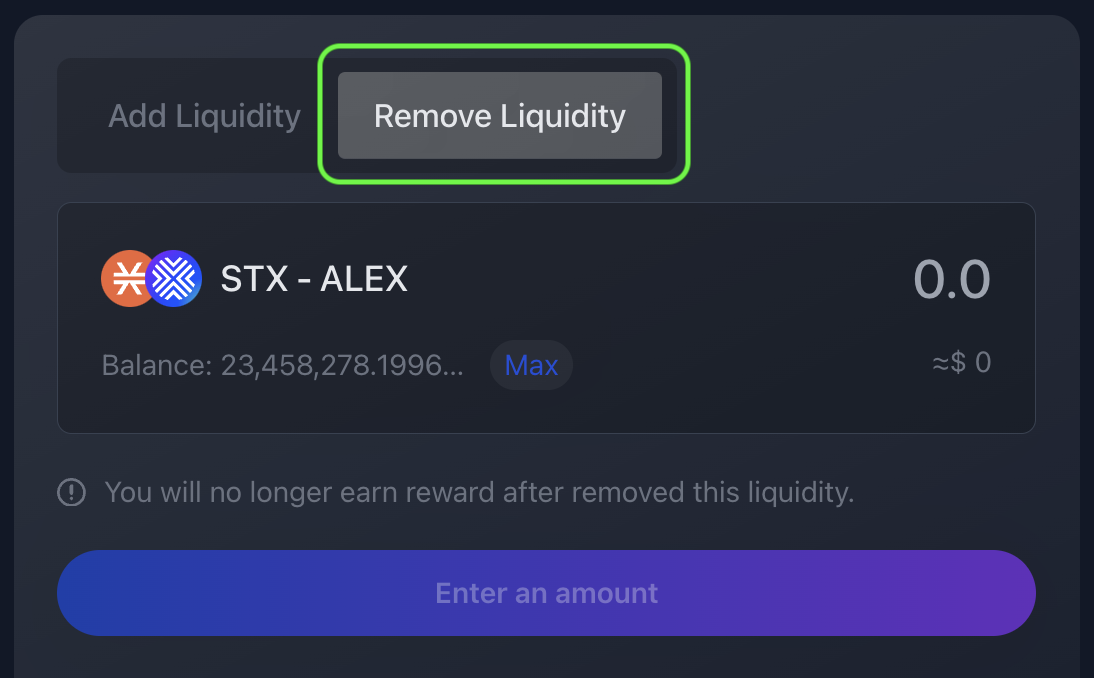 Add Liquidity Remove Liquidity
STX - ALEX 0.0
Balance: 23,458,278.1996... Max ≈$ 0
You will no longer earn reward after removed this liquidity.
Enter an amount